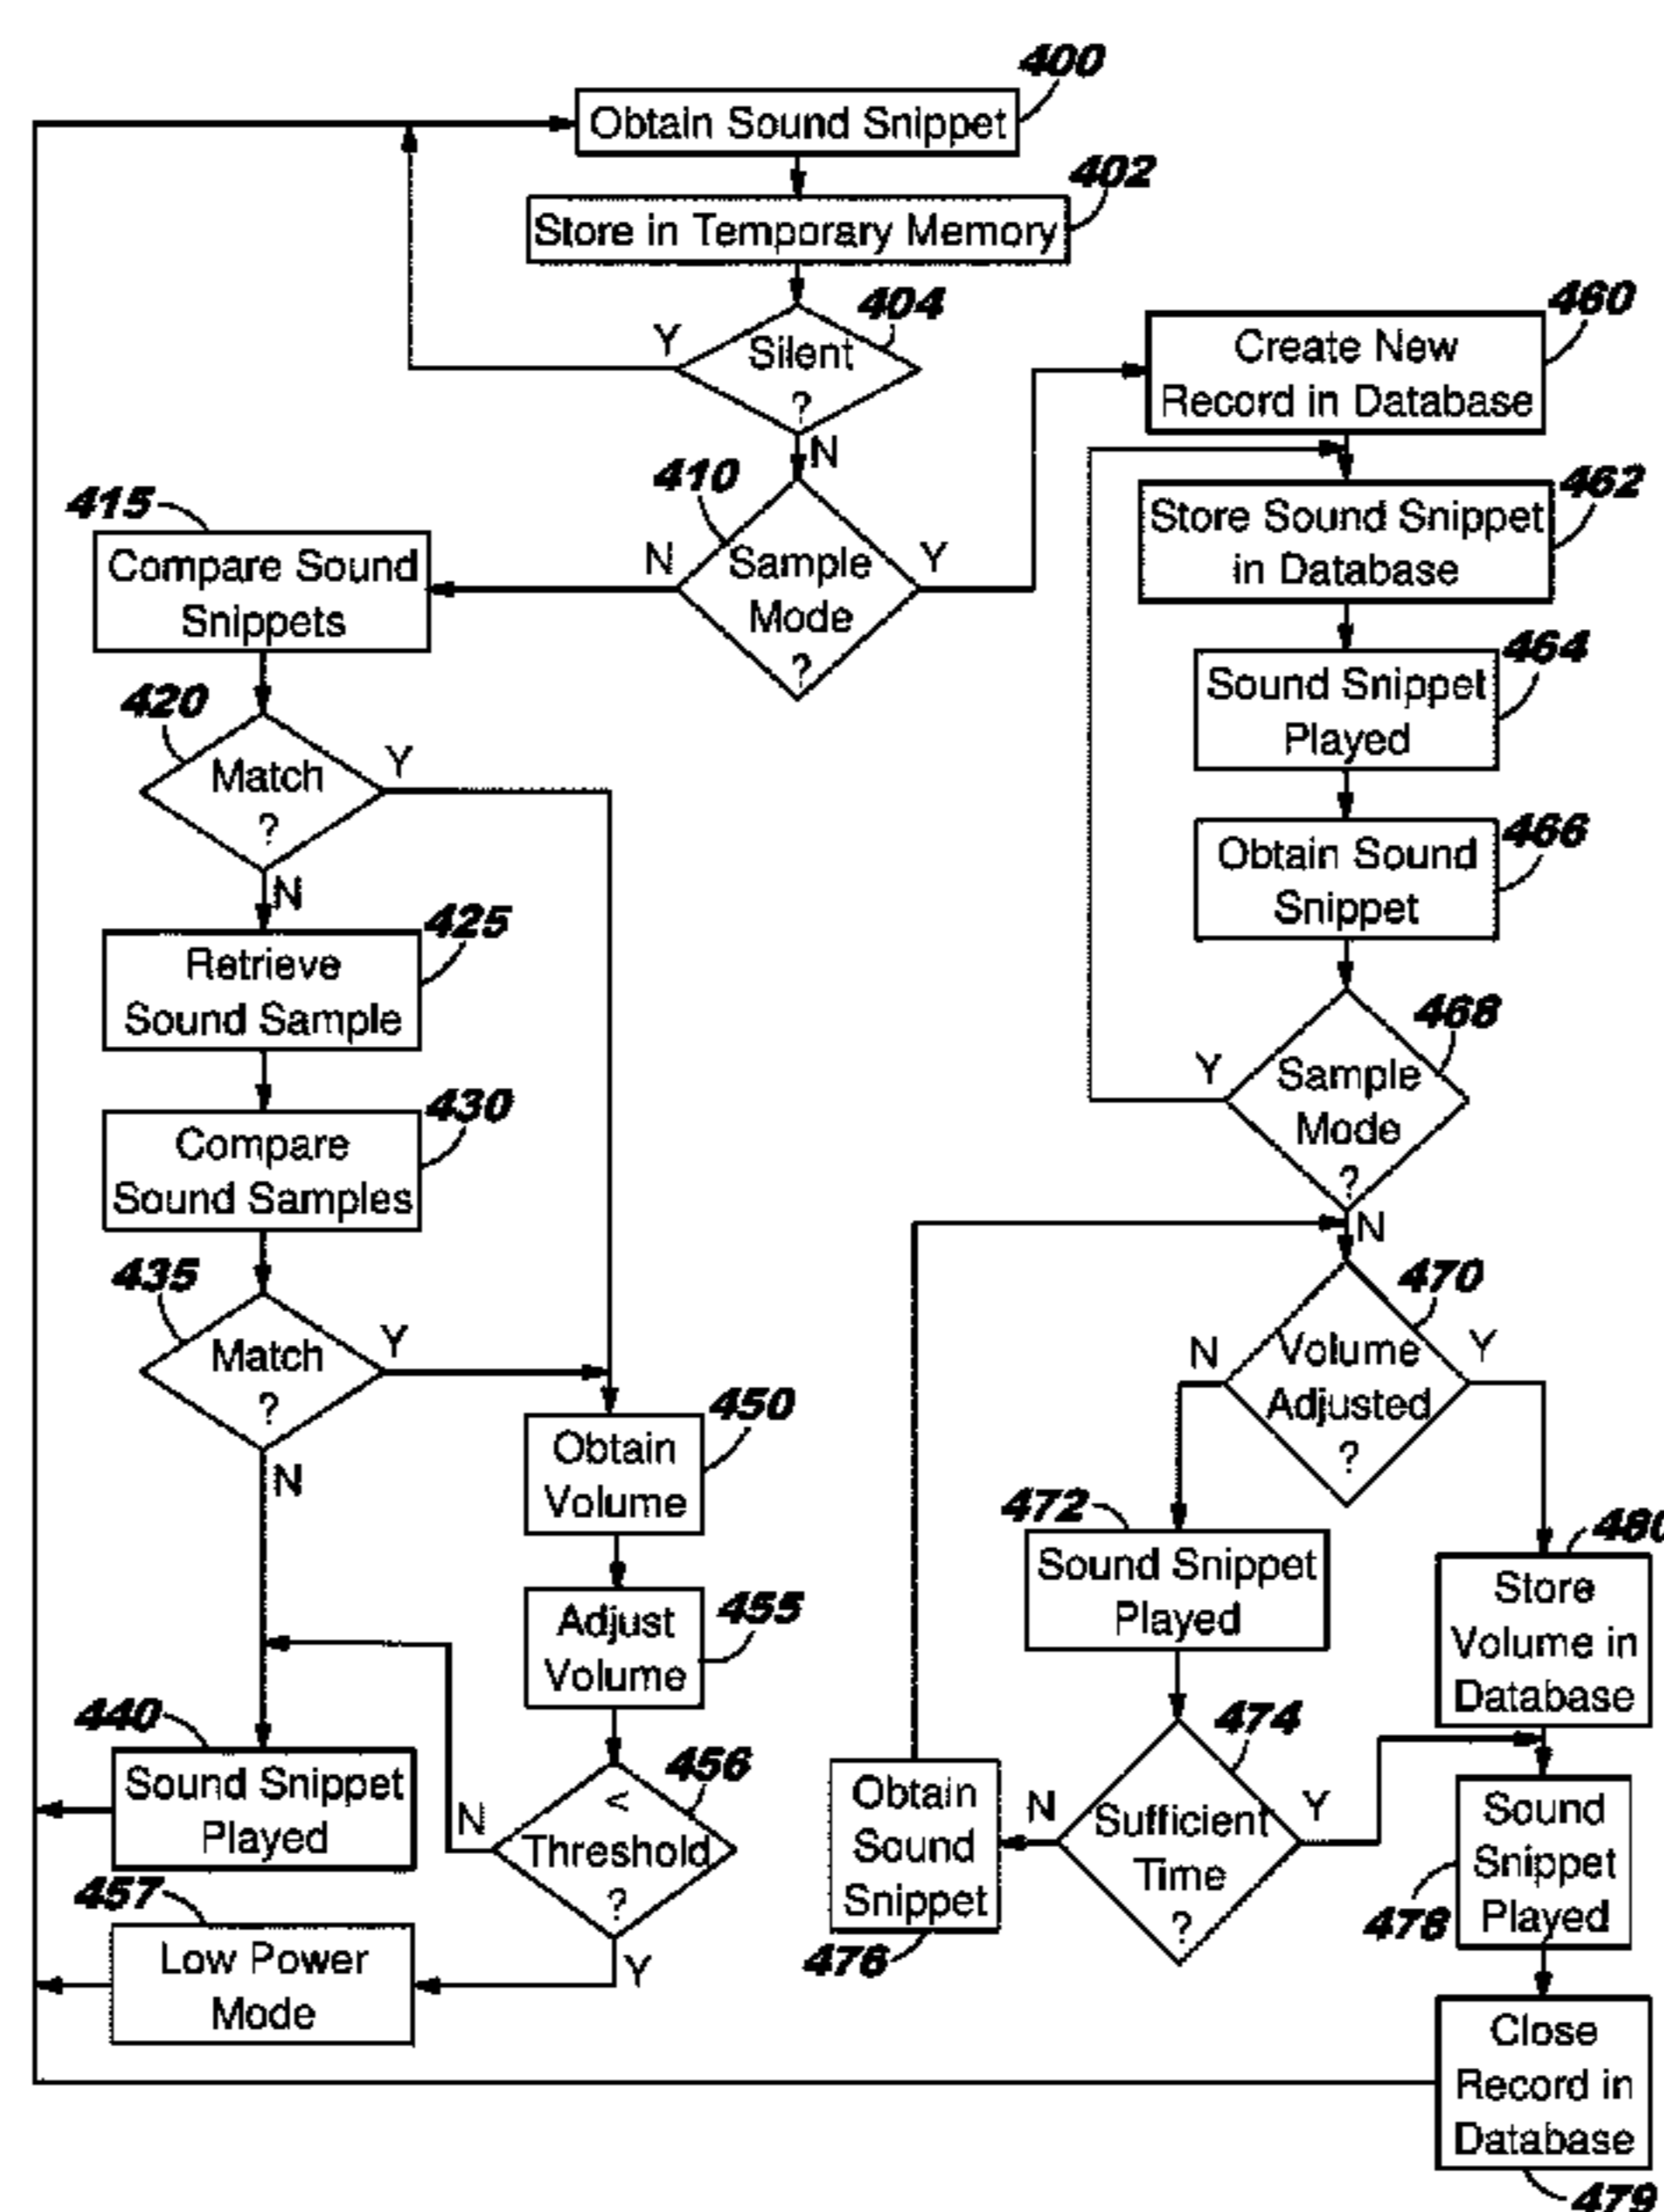 400
Obtain Sound Snippet
402
Store in Temporary Memory
404
Silent
?
Y
N
410
Sample
Mode
?
N
Y
415
Compare Sound
Snippets
420
Match
?
Y
N
425
Retrieve
Sound Sample
430
Compare
Sound Samples
435
Match
?
Y
N
440
Sound Snippet
Played
450
Obtain
Volume
455
Adjust
Volume
456
<
Threshold
?
N
Y
457
Low Power
Mode
460
Create New
Record in Database
462
Store Sound Snippet
in Database
464
Sound Snippet
Played
466
Obtain Sound
Snippet
468
Sample
Mode
?
Y
N
470
Volume
Adjusted
?
N
Y
472
Sound Snippet
Played
474
Sufficient
Time
?
N
Y
Obtain
Sound
Snippet
476
480
Store
Volume in
Database
Sound
Snippet
Played
478
Close
Record in
Database
479